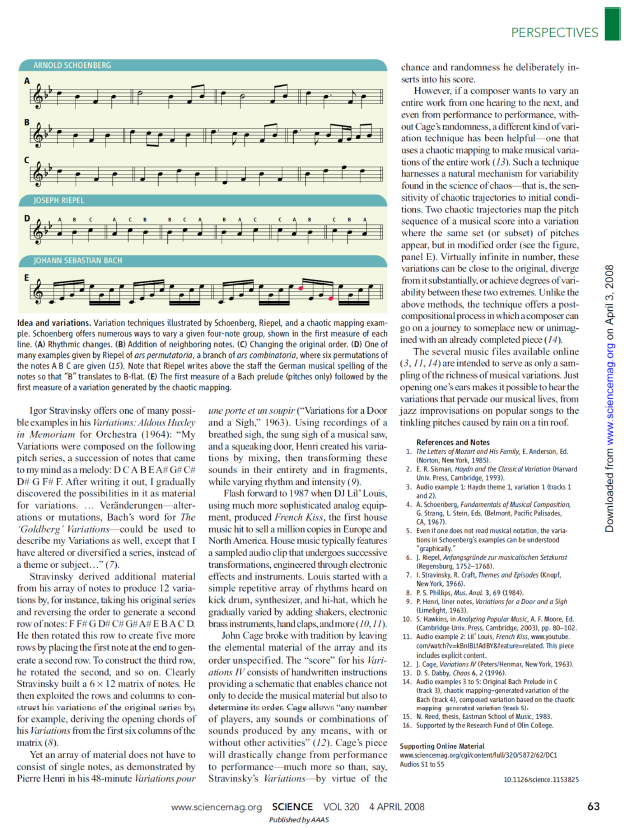 PERSPECTIVES
ARNOLD SCHOENBERG
A
B
C
JOSEPH RIEPEL
D
A B C A C B B C A B A C C A B C B A
JOHANN SEBASTIAN BACH
E
Idea and variations. Variation techniques illustrated by Schoenberg, Riepel, and a chaotic mapping exam-
ple. Schoenberg offers numerous ways to vary a given four-note group, shown in the first measure of each
line. (A) Rhythmic changes. (B) Addition of neighboring notes. (C) Changing the original order. (D) One of
many examples given by Riepel of ars permutatoria, a branch of ars combinatoria, where six permutations of
the notes A B C are given (15). Note that Riepel writes above the staff the German musical spelling of the
notes so that “B” translates to B-flat. (E) The first measure of a Bach prelude (pitches only) followed by the
first measure of a variation generated by the chaotic mapping.
Igor Stravinsky offers one of many possi-
ble examples in his Variations: Aldous Huxley
in Memoriam for Orchestra (1964): “My
Variations were composed on the following
pitch series, a succession of notes that came
to my mind as a melody: D C A B E A# G# C#
D# G F# F. After writing it out, I gradually
discovered the possibilities in it as material
for variations. … Veränderungen—alter-
ations or mutations, Bach’s word for The
‘Goldberg’ Variations—could be used to
describe my Variations as well, except that I
have altered or diversified a series, instead of
a theme or subject…” (7).
Stravinsky derived additional material
from his array of notes to produce 12 varia-
tions by, for instance, taking his original series
and reversing the order to generate a second
row of notes: F F# G D# C# G# A# E B A C D.
He then rotated this row to create five more
rows by placing the first note at the end to gen-
erate a second row. To construct the third row,
he rotated the second, and so on. Clearly
Stravinsky built a 6 × 12 matrix of notes. He
then exploited the rows and columns to con-
struct his variations of the original series by,
for example, deriving the opening chords of
his Variations from the first six columns of the
matrix (8).
Yet an array of material does not have to
consist of single notes, as demonstrated by
Pierre Henri in his 48-minute Variations pour
une porte et un soupir (“Variations for a Door
and a Sigh,” 1963). Using recordings of a
breathed sigh, the sung sigh of a musical saw,
and a squeaking door, Henri created his varia-
tions by mixing, then transforming these
sounds in their entirety and in fragments,
while varying rhythm and intensity (9).
Flash forward to 1987 when DJ Lil’ Louis,
using much more sophisticated analog equip-
ment, produced French Kiss, the first house
music hit to sell a million copies in Europe and
North America. House music typically features
a sampled audio clip that undergoes successive
transformations, engineered through electronic
effects and instruments. Louis started with a
simple repetitive array of rhythms heard on
kick drum, synthesizer, and hi-hat, which he
gradually varied by adding shakers, electronic
brass instruments, hand claps, and more (10, 11).
John Cage broke with tradition by leaving
the elemental material of the array and its
order unspecified. The “score” for his Vari-
ations IV consists of handwritten instructions
providing a schematic that enables chance not
only to decide the musical material but also to
determine its order. Cage allows “any number
of players, any sounds or combinations of
sounds produced by any means, with or
without other activities” (12). Cage’s piece
will drastically change from performance
to performance—much more so than, say,
Stravinsky’s Variations—by virtue of the
chance and randomness he deliberately in-
serts into his score.
However, if a composer wants to vary an
entire work from one hearing to the next, and
even from performance to performance, with-
out Cage’s randomness, a different kind of vari-
ation technique has been helpful—one that
uses a chaotic mapping to make musical varia-
tions of the entire work (13). Such a technique
harnesses a natural mechanism for variability
found in the science of chaos—that is, the sen-
sitivity of chaotic trajectories to initial condi-
tions. Two chaotic trajectories map the pitch
sequence of a musical score into a variation
where the same set (or subset) of pitches
appear, but in modified order (see the figure,
panel E). Virtually infinite in number, these
variations can be close to the original, diverge
from it substantially, or achieve degrees of vari-
ability between these two extremes. Unlike the
above methods, the technique offers a post-
compositional process in which a composer can
go on a journey to someplace new or unimag-
ined with an already completed piece (14).
The several music files available online
(3, 11, 14) are intended to serve as only a sam-
pling of the richness of musical variations. Just
opening one’s ears makes it possible to hear the
variations that pervade our musical lives, from
jazz improvisations on popular songs to the
tinkling pitches caused by rain on a tin roof.
References and Notes
1. The Letters of Mozart and His Family, E. Anderson, Ed.
(Norton, New York, 1985).
2. E. R. Sisman, Haydn and the Classical Variation (Harvard
Univ. Press, Cambridge, 1993).
3. Audio example 1: Haydn theme 1, variation 1 (tracks 1
and 2).
4. A. Schoenberg, Fundamentals of Musical Composition,
G. Strang, L. Stein, Eds. (Belmont, Pacific Palisades,
CA, 1967).
5. Even if one does not read musical notation, the varia-
tions in Schoenberg’s examples can be understood
“graphically.”
6. J. Riepel, Anfangsgründe zur musicalischen Setzkunst
(Regensburg, 1752–1768).
7. I. Stravinsky, R. Craft, Themes and Episodes (Knopf,
New York, 1966).
8. P. S. Phillips, Mus. Anal. 3, 69 (1984).
9. P. Henri, liner notes, Variations for a Door and a Sigh
(Limelight, 1963).
10. S. Hawkins, in Analyzing Popular Music, A. F. Moore, Ed.
(Cambridge Univ. Press, Cambridge, 2003), pp. 80–102.
11. Audio example 2: Lil’ Louis, French Kiss, www.youtube.
com/watch?v=kBnIBLfAdBY&feature=related. This piece
includes explicit content.
12. J. Cage, Variations IV (Peters/Henmar, New York, 1963).
13. D. S. Dabby, Chaos 6, 2 (1996).
14. Audio examples 3 to 5: Original Bach Prelude in C
(track 3), chaotic mapping–generated variation of the
Bach (track 4), composed variation based on the chaotic
mapping generated variation (track 5).
15. N. Reed, thesis, Eastman School of Music, 1983.
16. Supported by the Research Fund of Olin College.
Supporting Online Material
www.sciencemag.org/cgi/content/full/320/5872/62/DC1
Audios S1 to S5
10.1126/science.1153825
Downloaded from www.sciencemag.org on April 3, 2008
www.sciencemag.org SCIENCE VOL 320 4 APRIL 2008 63
Published by AAAS